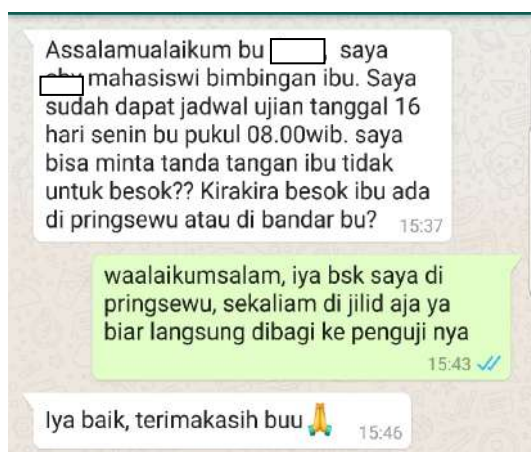 Assalamualaikum bu , saya
mahasiswi bimbingan ibu. Saya
sudah dapat jadwal ujian tanggal 16
hari senin bu pukul 08.00wib. saya
bisa minta tanda tangan ibu tidak
untuk besok?? Kirakira besok ibu ada
di pringsewu atau di bandar bu? 15:37
waalaikumsalam, iya bsk saya di
pringsewu, sekaliam di jilid aja ya
biar langsung dibagi ke penguji nya
15:43
Iya baik, terimakasih buu🙏 15:46